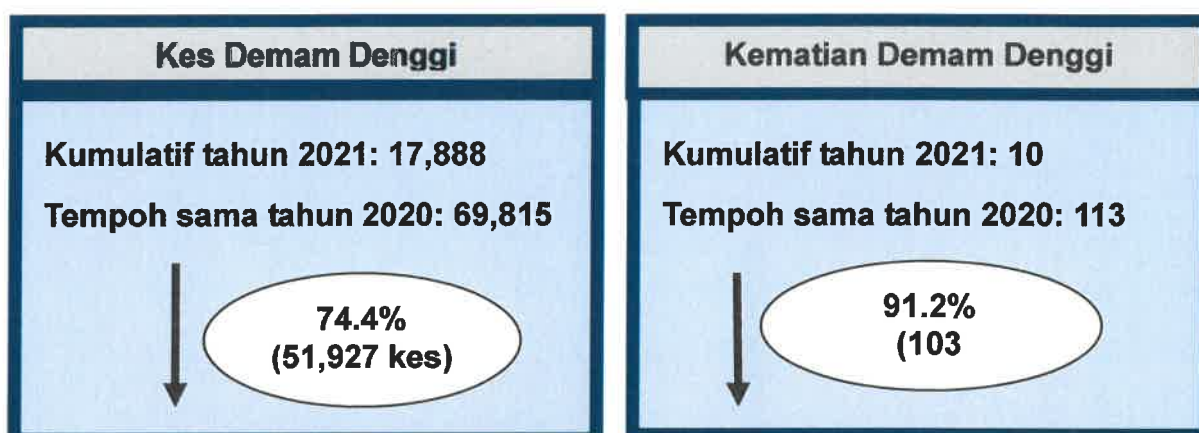 Kes Demam Denggi
Kumulatif tahun 2021: 17,888
Tempoh sama tahun 2020: 69,815
74.4%
(51,927 kes)
Kematian Demam Denggi
Kumulatif tahun 2021: 10
Tempoh sama tahun 2020: 113
91.2%
(103